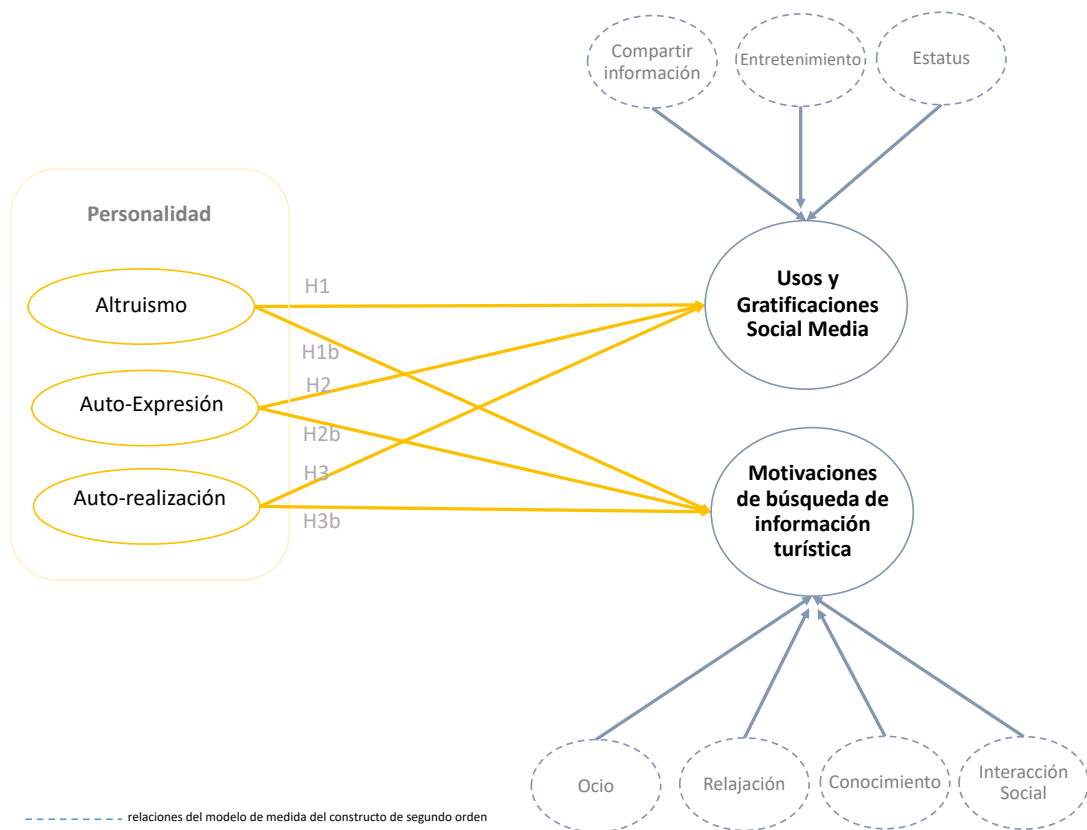 Compartir
información
Entretenimiento
Estatus
Personalidad
Usos y
Gratificaciones
Social Media
Altruismo
H1
H1b
Auto-Expresión
H2
H2b
Auto-realización
H3
H3b
Motivaciones
de búsqueda de
información
turística
Ocio
Relajación
Conocimiento
Interacción
Social
relaciones del modelo de medida del constructo de segundo orden